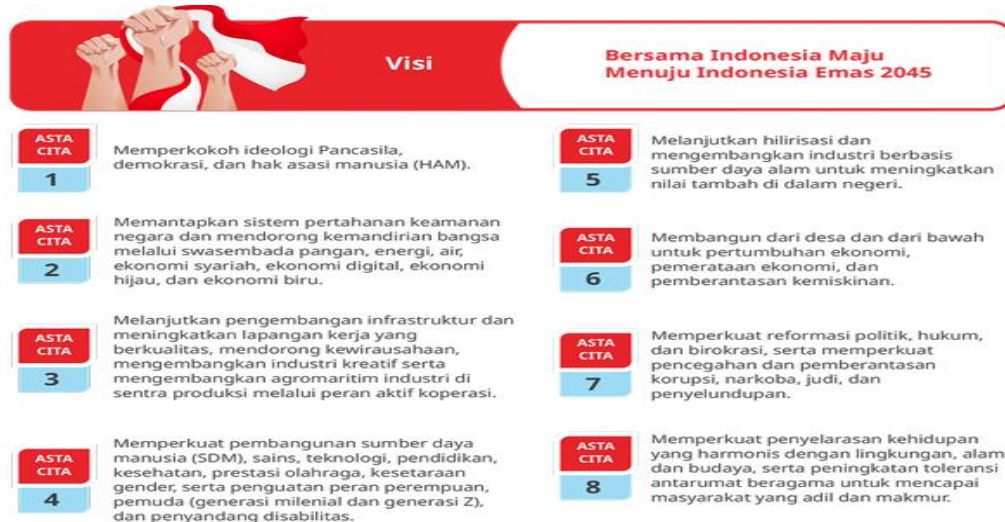 Visi
Bersama Indonesia Maju
Menuju Indonesia Emas 2045
ASTA
CITA
1
Memperkokoh ideologi Pancasila,
demokrasi, dan hak asasi manusia (HAM).
ASTA
CITA
2
Memantapkan sistem pertahanan keamanan
negara dan mendorong kemandirian bangsa
melalui swasembada pangan, energi, air,
ekonomi syariah, ekonomi digital, ekonomi
hijau, dan ekonomi biru.
ASTA
CITA
3
Melanjutkan pengembangan infrastruktur dan
meningkatkan lapangan kerja yang
berkualitas, mendorong kewirausahaan,
mengembangkan industri kreatif serta
mengembangkan agromaritim industri di
sentra produksi melalui peran aktif koperasi.
ASTA
CITA
4
Memperkuat pembangunan sumber daya
manusia (SDM), sains, teknologi, pendidikan,
kesehatan, prestasi olahraga, kesetaraan
gender, serta penguatan peran perempuan,
pemuda (generasi milenial dan generasi Z),
dan penyandang disabilitas.
ASTA
CITA
5
Melanjutkan hilirisasi dan
mengembangkan industri berbasis
sumber daya alam untuk meningkatkan
nilai tambah di dalam negeri.
ASTA
CITA
6
Membangun dari desa dan dari bawah
untuk pertumbuhan ekonomi,
pemerataan ekonomi, dan
pemberantasan kemiskinan.
ASTA
CITA
7
Memperkuat reformasi politik, hukum,
dan birokrasi, serta memperkuat
pencegahan dan pemberantasan
korupsi, narkoba, judi, dan
penyelundupan.
ASTA
CITA
8
Memperkuat penyelarasan kehidupan
yang harmonis dengan lingkungan, alam
dan budaya, serta peningkatan toleransi
antarumat beragama untuk mencapai
masyarakat yang adil dan makmur.